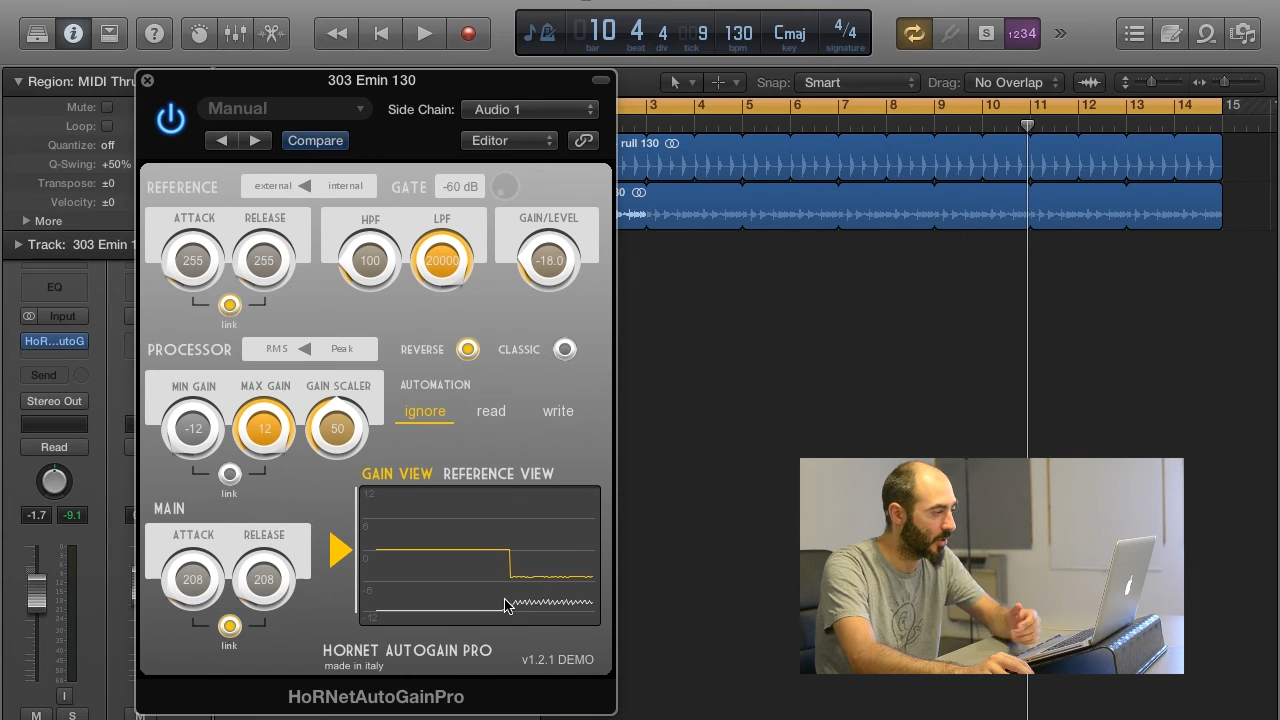 10 4 4 9 130 Cmaj 4/4
bar beat div tick bpm key signature
S 1234
Region: MIDI Thru
Mute:
Loop:
Quantize: off
Q-Swing: +50%
Transpose: ±0
Velocity: ±0
More
Track: 303 Emin 1
EQ
Input
HoR...utoG
Send
Stereo Out
Read
-1.7 -9.1
I
M S M
303 Emin 130
Manual
Side Chain: Audio 1
Compare
Editor
REFERENCE external internal GATE -60 dB
ATTACK RELEASE HPF LPF GAIN/LEVEL
255 255 100 20000 -18.0
link
PROCESSOR RMS Peak REVERSE CLASSIC
MIN GAIN MAX GAIN GAIN SCALER
-12 12 50
link
AUTOMATION
ignore read write
GAIN VIEW REFERENCE VIEW
12
6
0
-6
-12
MAIN
ATTACK RELEASE
208 208
link
HORNET AUTOGAIN PRO
made in italy
v1.2.1 DEMO
HoRNetAutoGainPro
Snap: Smart
Drag: No Overlap
3 4 5 6 7 8 9 10 11 12 13 14 15
rull 130
30